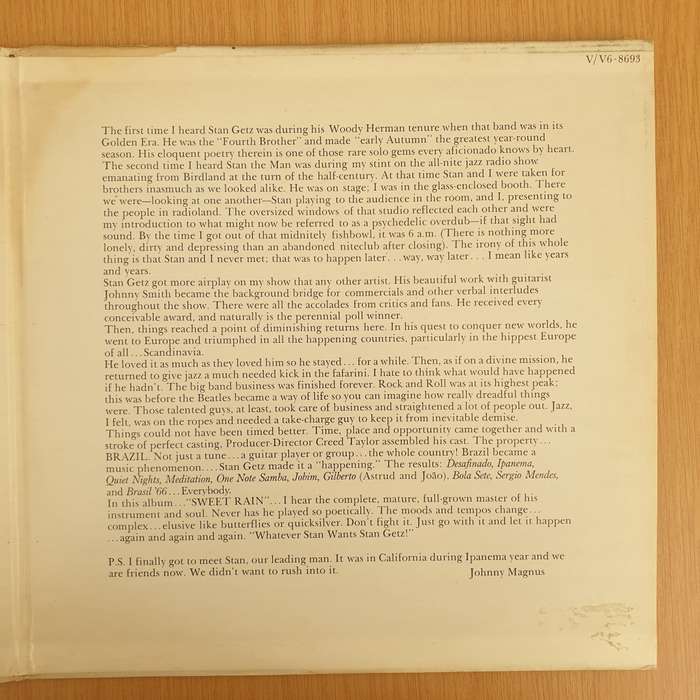 V/V6-8693
The first time I heard Stan Getz was during his Woody Herman tenure when that band was in its
Golden Era. He was the "Fourth Brother" and made "early Autumn" the greatest year-round
season. His eloquent poetry therein is one of those rare solo gems every aficionado knows by heart.
The second time I heard Stan the Man was during my stint on the all-nite jazz radio show
emanating from Birdland at the turn of the half-century. At that time Stan and I were taken for
brothers inasmuch as we looked alike. He was on stage; I was in the glass-enclosed booth. There
we were—looking at one another—Stan playing to the audience in the room, and I, presenting to
the people in radioland. The oversized windows of that studio reflected each other and were
my introduction to what might now be referred to as a psychedelic overdub—if that sight had
sound. By the time I got out of that midnitely fishbowl, it was 6 a.m. (There is nothing more
lonely, dirty and depressing than an abandoned niteclub after closing). The irony of this whole
thing is that Stan and I never met; that was to happen later...way, way later...I mean like years
and years.
Stan Getz got more airplay on my show that any other artist. His beautiful work with guitarist
Johnny Smith became the background bridge for commercials and other verbal interludes
throughout the show. There were all the accolades from critics and fans. He received every
conceivable award, and naturally is the perennial poll winner.
Then, things reached a point of diminishing returns here. In his quest to conquer new worlds, he
went to Europe and triumphed in all the happening countries, particularly in the hippest Europe
of all...Scandinavia.
He loved it as much as they loved him so he stayed...for a while. Then, as if on a divine mission, he
returned to give jazz a much needed kick in the fafarini. I hate to think what would have happened
if he hadn't. The big band business was finished forever. Rock and Roll was at its highest peak;
this was before the Beatles became a way of life so you can imagine how really dreadful things
were. Those talented guys, at least, took care of business and straightened a lot of people out. Jazz,
I felt, was on the ropes and needed a take-charge guy to keep it from inevitable demise.
Things could not have been timed better. Time, place and opportunity came together and with a
stroke of perfect casting, Producer-Director Creed Taylor assembled his cast. The property...
BRAZIL. Not just a tune...a guitar player or group...the whole country! Brazil became a
music phenomenon....Stan Getz made it a "happening." The results: Desafinado, Ipanema,
Quiet Nights, Meditation, One Note Samba, Jobim, Gilberto (Astrud and João), Bola Sete, Sergio Mendes,
and Brasil '66...Everybody.
In this album..."SWEET RAIN"...I hear the complete, mature, full-grown master of his
instrument and soul. Never has he played so poetically. The moods and tempos change...
complex...elusive like butterflies or quicksilver. Don't fight it. Just go with it and let it happen
...again and again and again. "Whatever Stan Wants Stan Getz!"
P.S. I finally got to meet Stan, our leading man. It was in California during Ipanema year and we
are friends now. We didn't want to rush into it. Johnny Magnus